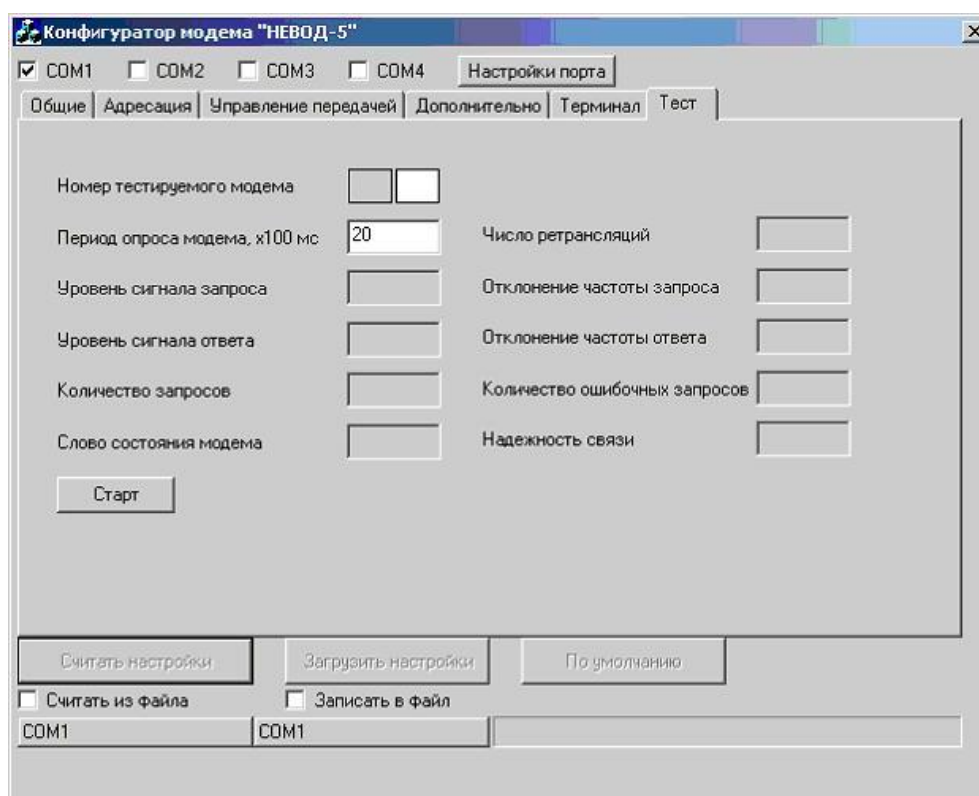 Конфигуратор модема "НЕВОД-5"
COM1 COM2 COM3 COM4 Настройки порта
Общие Адресация Управление передачей Дополнительно Терминал Тест
Номер тестируемого модема
Период опроса модема, x100 мс 20 Число ретрансляций
Уровень сигнала запроса Отклонение частоты запроса
Уровень сигнала ответа Отклонение частоты ответа
Количество запросов Количество ошибочных запросов
Слово состояния модема Надежность связи
Старт
Считать настройки Загрузить настройки По умолчанию
Считать из файла Записать в файл
COM1 COM1